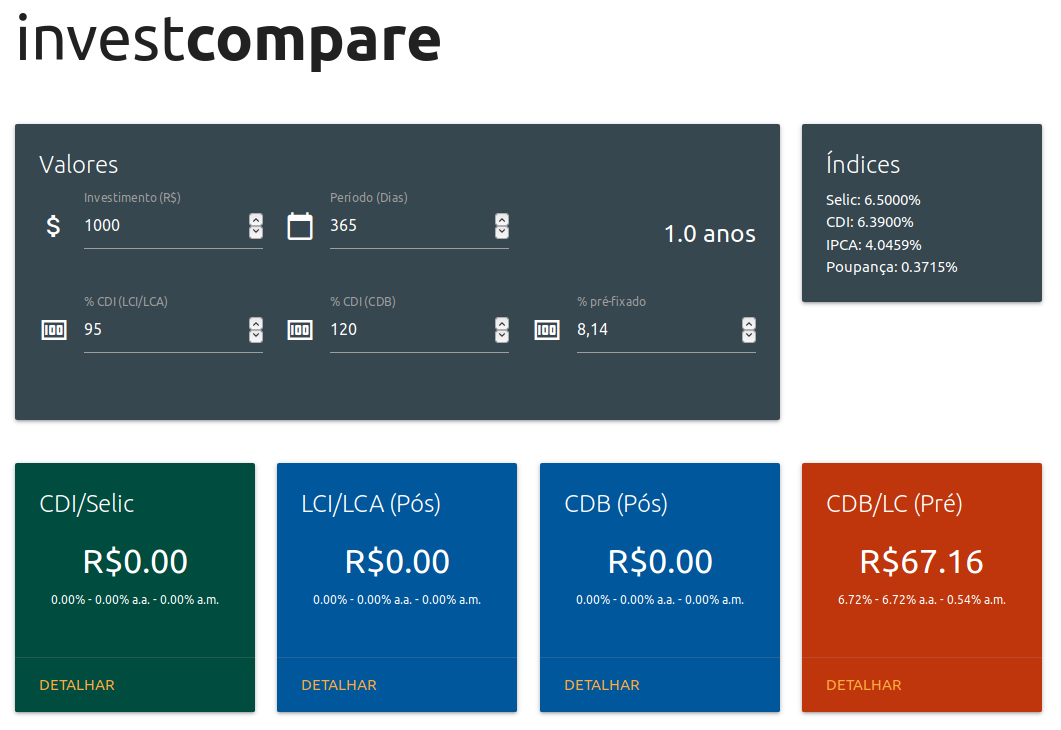 investcompare
Valores
Investimento (R$)
1000
Período (Dias)
365
1.0 anos
% CDI (LCI/LCA)
95
% CDI (CDB)
120
% pré-fixado
8,14
Índices
Selic: 6.5000%
CDI: 6.3900%
IPCA: 4.0459%
Poupança: 0.3715%
CDI/Selic
R$0.00
0.00% - 0.00% a.a. - 0.00% a.m.
DETALHAR
LCI/LCA (Pós)
R$0.00
0.00% - 0.00% a.a. - 0.00% a.m.
DETALHAR
CDB (Pós)
R$0.00
0.00% - 0.00% a.a. - 0.00% a.m.
DETALHAR
CDB/LC (Pré)
R$67.16
6.72% - 6.72% a.a. - 0.54% a.m.
DETALHAR